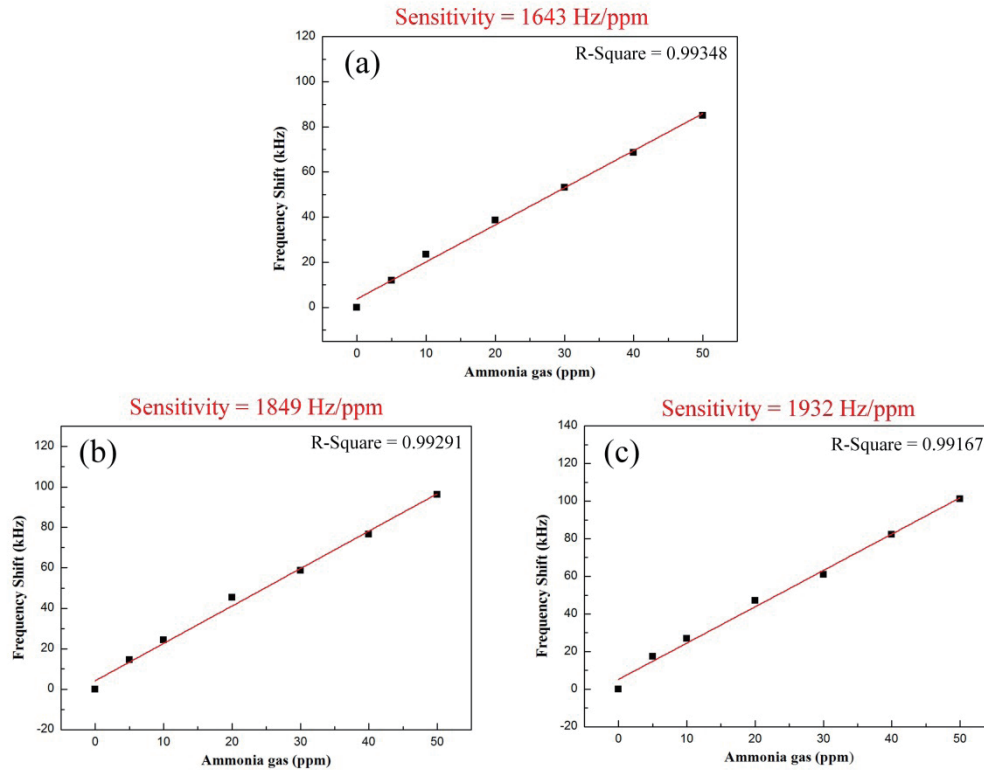 Sensitivity = 1643 Hz/ppm
R-Square = 0.99348
(a)
120
100
80
60
40
20
0
Frequency Shift (kHz)
0 10 20 30 40 50
Ammonia gas (ppm)
Sensitivity = 1849 Hz/ppm
R-Square = 0.99291
(b)
120
100
80
60
40
20
0
-20
Frequency Shift (kHz)
0 10 20 30 40 50
Ammonia gas (ppm)
Sensitivity = 1932 Hz/ppm
R-Square = 0.99167
(c)
140
120
100
80
60
40
20
0
-20
Frequency Shift (kHz)
0 10 20 30 40 50
Ammonia gas (ppm)